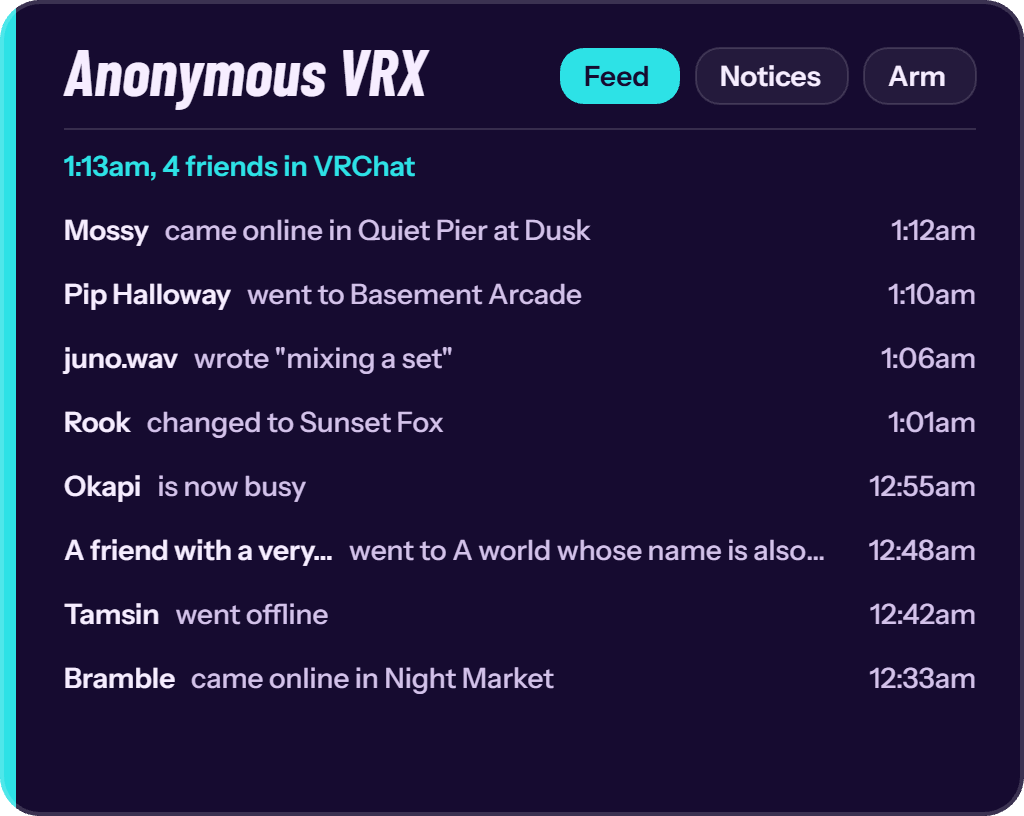 Anonymous VRX
Feed
Notices
Arm
1:13am, 4 friends in VRChat
Mossy came online in Quiet Pier at Dusk 1:12am
Pip Halloway went to Basement Arcade 1:10am
juno.wav wrote "mixing a set" 1:06am
Rook changed to Sunset Fox 1:01am
Okapi is now busy 12:55am
A friend with a very... went to A world whose name is also... 12:48am
Tamsin went offline 12:42am
Bramble came online in Night Market 12:33am